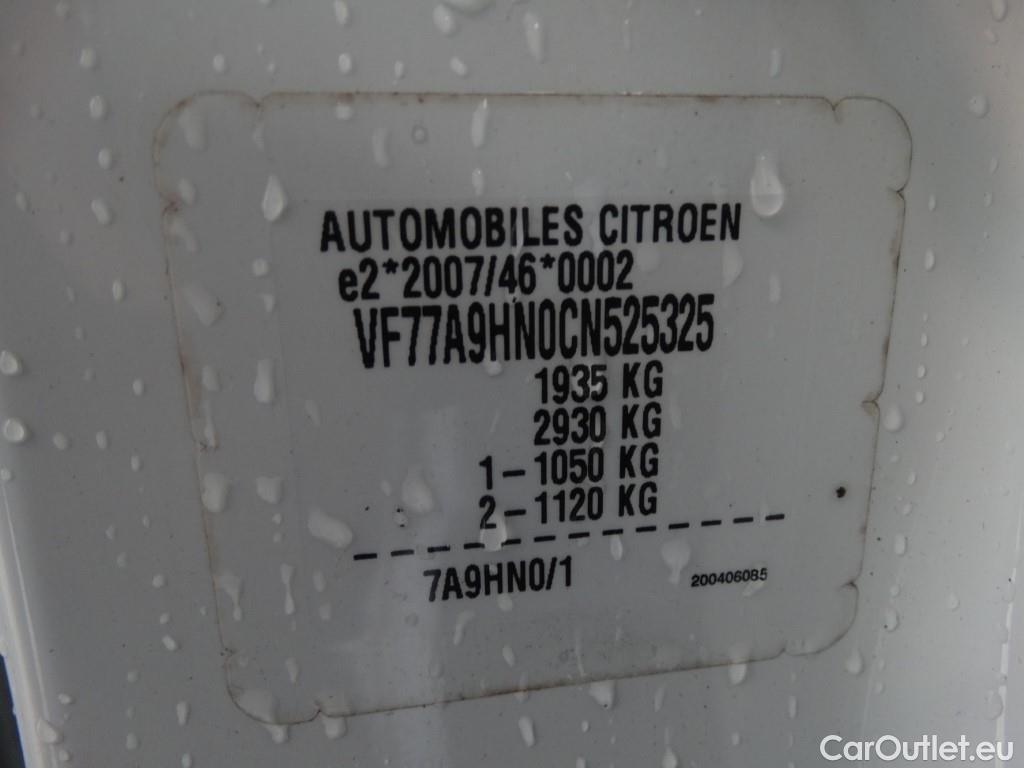 AUTOMOBILES CITROEN
e2*2007/46*0002
VF77A9HN0CN525325
1935 KG
2930 KG
1-1050 KG
2-1120 KG
7A9HN0/1
200406085
CarOutlet.eu